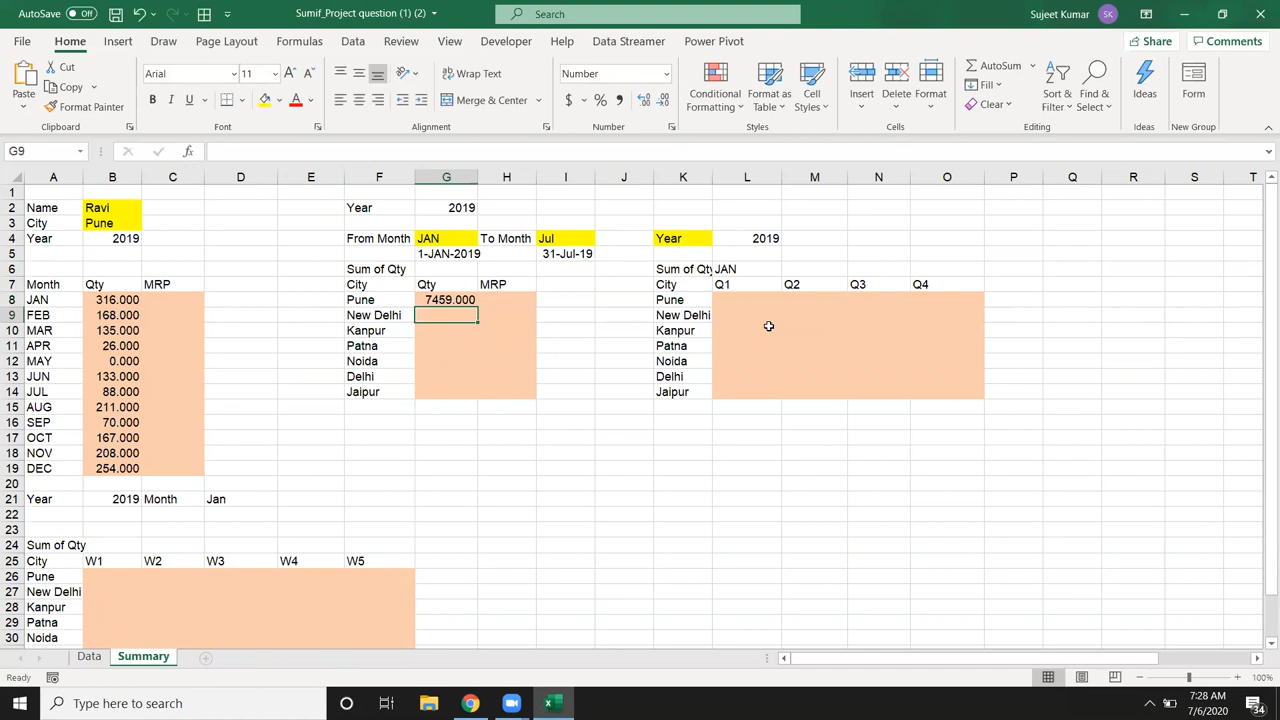 AutoSave Off Sumif_Project question (1) (2) Search Sujeet Kumar SK
File Home Insert Draw Page Layout Formulas Data Review View Developer Help Data Streamer Power Pivot Share Comments
Paste Cut Copy Format Painter Arial 11 Wrap Text Merge & Center Number Conditional Formatting Format as Table Cell Styles Insert Delete Format AutoSum Fill Clear Sort & Filter Find & Select Ideas Form
Clipboard Font Alignment Number Styles Cells Editing Ideas New Group
G9 fx
A B C D E F G H I J K L M N O P Q R S T
1
2 Name Ravi Year 2019
3 City Pune
4 Year 2019 From Month JAN To Month Jul Year 2019
5 1-JAN-2019 31-Jul-19
6 Sum of Qty Sum of Qty JAN
7 Month Qty MRP City Qty MRP City Q1 Q2 Q3 Q4
8 JAN 316.000 Pune 7459.000 Pune
9 FEB 168.000 New Delhi New Delhi
10 MAR 135.000 Kanpur Kanpur
11 APR 26.000 Patna Patna
12 MAY 0.000 Noida Noida
13 JUN 133.000 Delhi Delhi
14 JUL 88.000 Jaipur Jaipur
15 AUG 211.000
16 SEP 70.000
17 OCT 167.000
18 NOV 208.000
19 DEC 254.000
20
21 Year 2019 Month Jan
22
23
24 Sum of Qty
25 City W1 W2 W3 W4 W5
26 Pune
27 New Delhi
28 Kanpur
29 Patna
30 Noida
Data Summary
Ready 100%
Type here to search 7:28 AM
7/6/2020 34